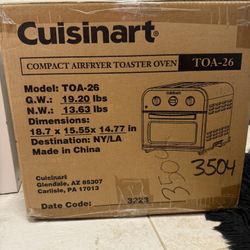 Cuisinart®
COMPACT AIRFRYER TOASTER OVEN TOA-26
Model: TOA-26
G.W.: 19.20 lbs
N.W.: 13.63 lbs
Dimensions:
18.7 x 15.55x 14.77 in
Destination: NY/LA
Made in China
3504
Cuisinart
Glendale, AZ 85307
Carlisle, PA 17013
Date Code: 3223